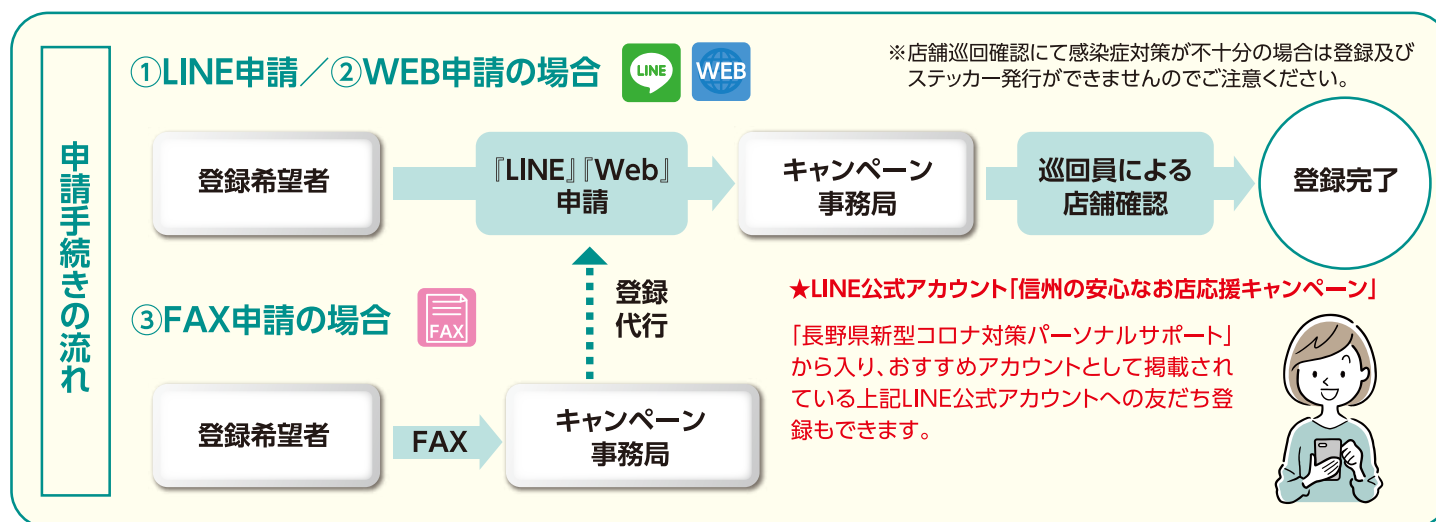 申請手続きの流れ
①LINE申請／②WEB申請の場合
LINE
WEB
※店舗巡回確認にて感染症対策が不十分の場合は登録及び
ステッカー発行ができませんのでご注意ください。
登録希望者
『LINE』『Web』
申請
キャンペーン
事務局
巡回員による
店舗確認
登録完了
登録
代行
③FAX申請の場合
FAX
登録希望者
FAX
キャンペーン
事務局
★LINE公式アカウント「信州の安心なお店応援キャンペーン」
「長野県新型コロナ対策パーソナルサポート」
から入り、おすすめアカウントとして掲載され
ている上記LINE公式アカウントへの友だち登
録もできます。